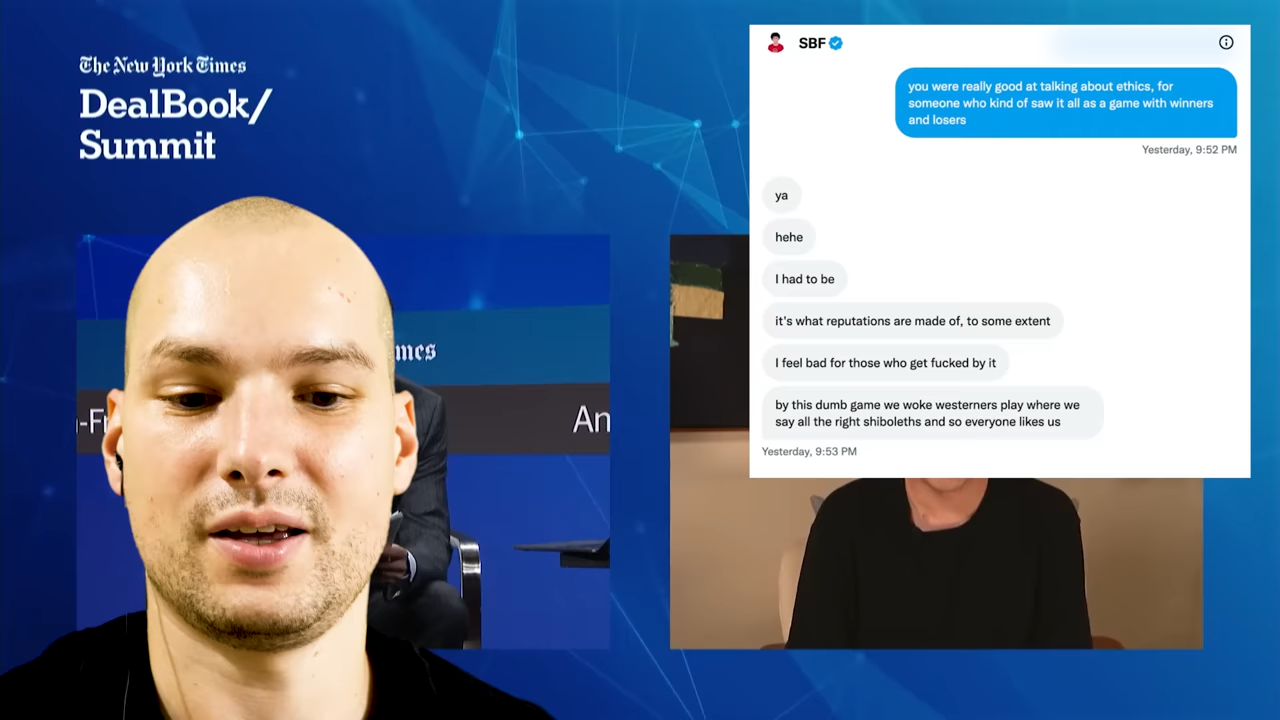 The New York Times
DealBook/
Summit
SBF
you were really good at talking about ethics, for
someone who kind of saw it all as a game with winners
and losers
Yesterday, 9:52 PM
ya
hehe
I had to be
it's what reputations are made of, to some extent
I feel bad for those who get fucked by it
by this dumb game we woke westerners play where we
say all the right shiboleths and so everyone likes us
Yesterday, 9:53 PM
mes
-Fr
An